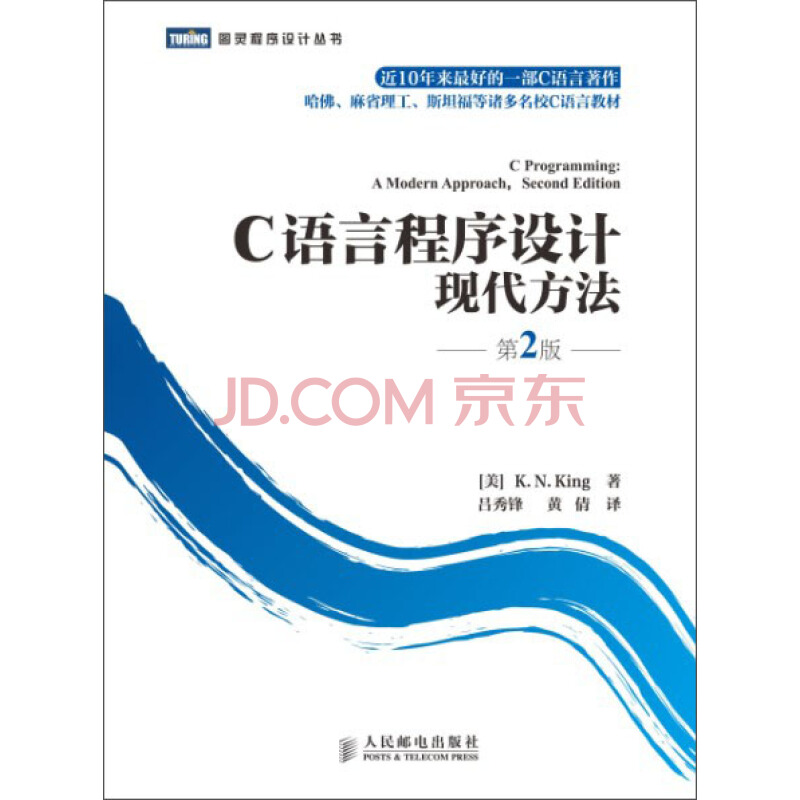 TURING 图灵程序设计丛书
近10年来最好的一部C语言著作
哈佛、麻省理工、斯坦福等诸多名校C语言教材
C Programming:
A Modern Approach, Second Edition
C语言程序设计
现代方法
第2版
JD.COM 京东
[美] K. N. King 著
吕秀锋 黄倩 译
人民邮电出版社
POSTS & TELECOM PRESS